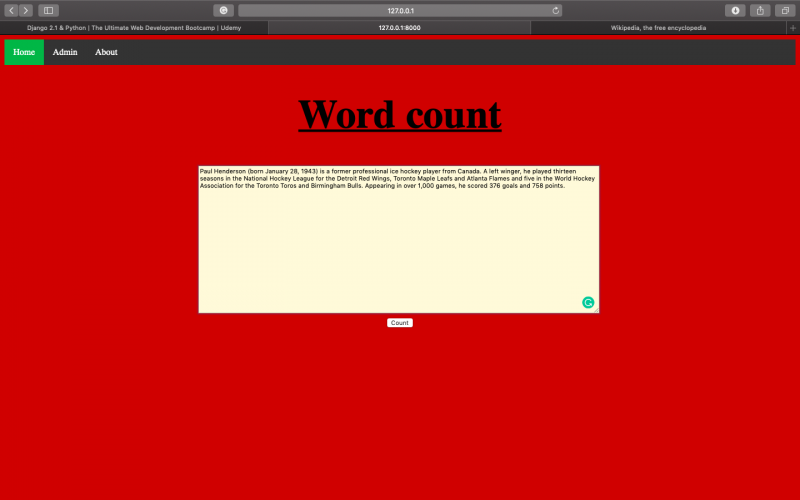 127.0.0.1
Django 2.1 & Python | The Ultimate Web Development Bootcamp | Udemy
127.0.0.1:8000
Wikipedia, the free encyclopedia
Home Admin About
Word count
Paul Henderson (born January 28, 1943) is a former professional ice hockey player from Canada. A left winger, he played thirteen
seasons in the National Hockey League for the Detroit Red Wings, Toronto Maple Leafs and Atlanta Flames and five in the World Hockey
Association for the Toronto Toros and Birmingham Bulls. Appearing in over 1,000 games, he scored 376 goals and 758 points.
Count